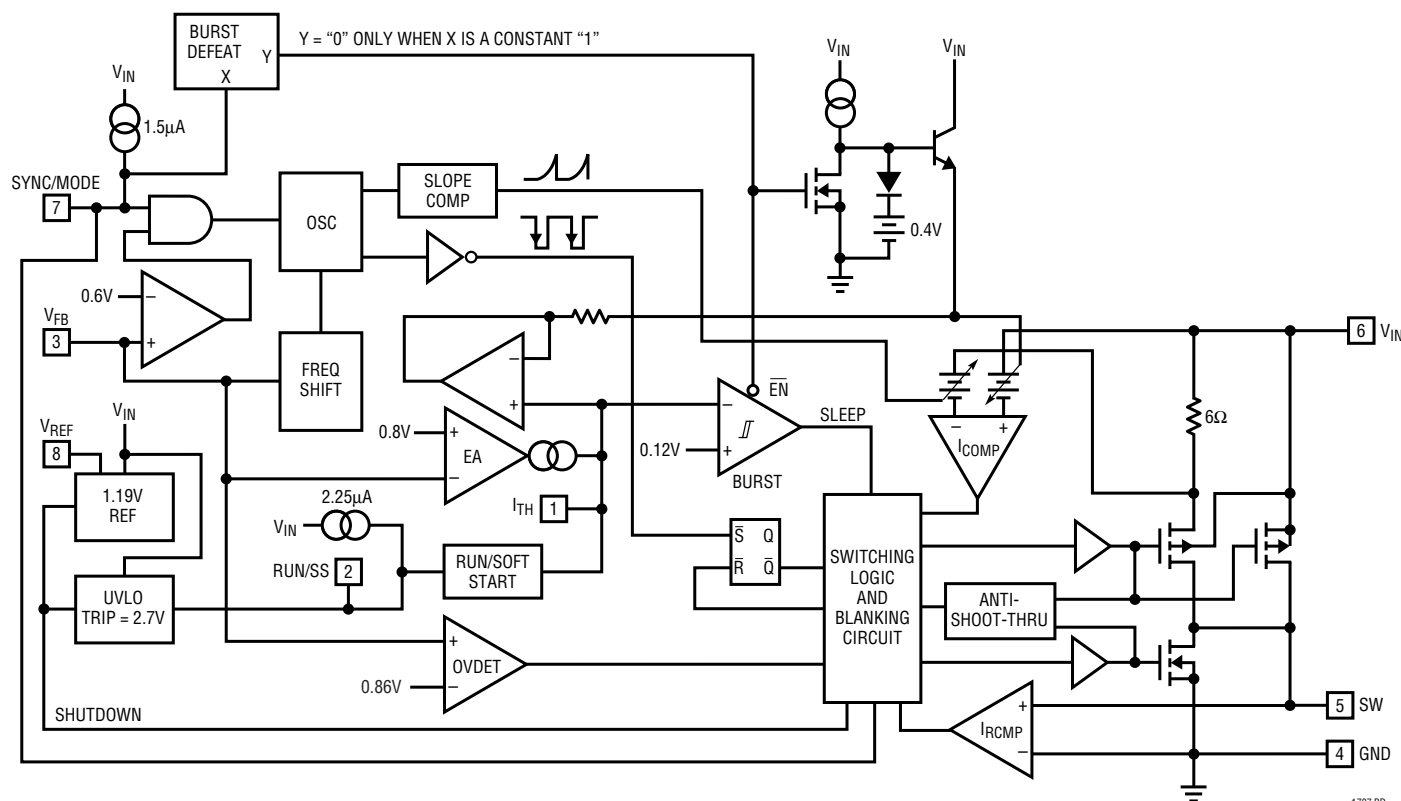 BURST
DEFEAT
Y
X
Y = “0” ONLY WHEN X IS A CONSTANT “1”
VIN
1.5µA
SYNC/MODE
7
OSC
SLOPE
COMP
VIN
VIN
0.4V
0.6V
−
+
VFB
3
FREQ
SHIFT
−
+
EN
SLEEP
−
+
0.12V
BURST
6
VIN
−
+
ICOMP
6Ω
VREF
8
VIN
1.19V
REF
0.8V
+
−
EA
2.25µA
VIN
ITH
1
RUN/SS
2
RUN/SOFT
START
UVLO
TRIP = 2.7V
S
Q
R
Q
SWITCHING
LOGIC
AND
BLANKING
CIRCUIT
ANTI-
SHOOT-THRU
+
OVDET
0.86V
−
SHUTDOWN
IRCMP
+
−
5
SW
4
GND